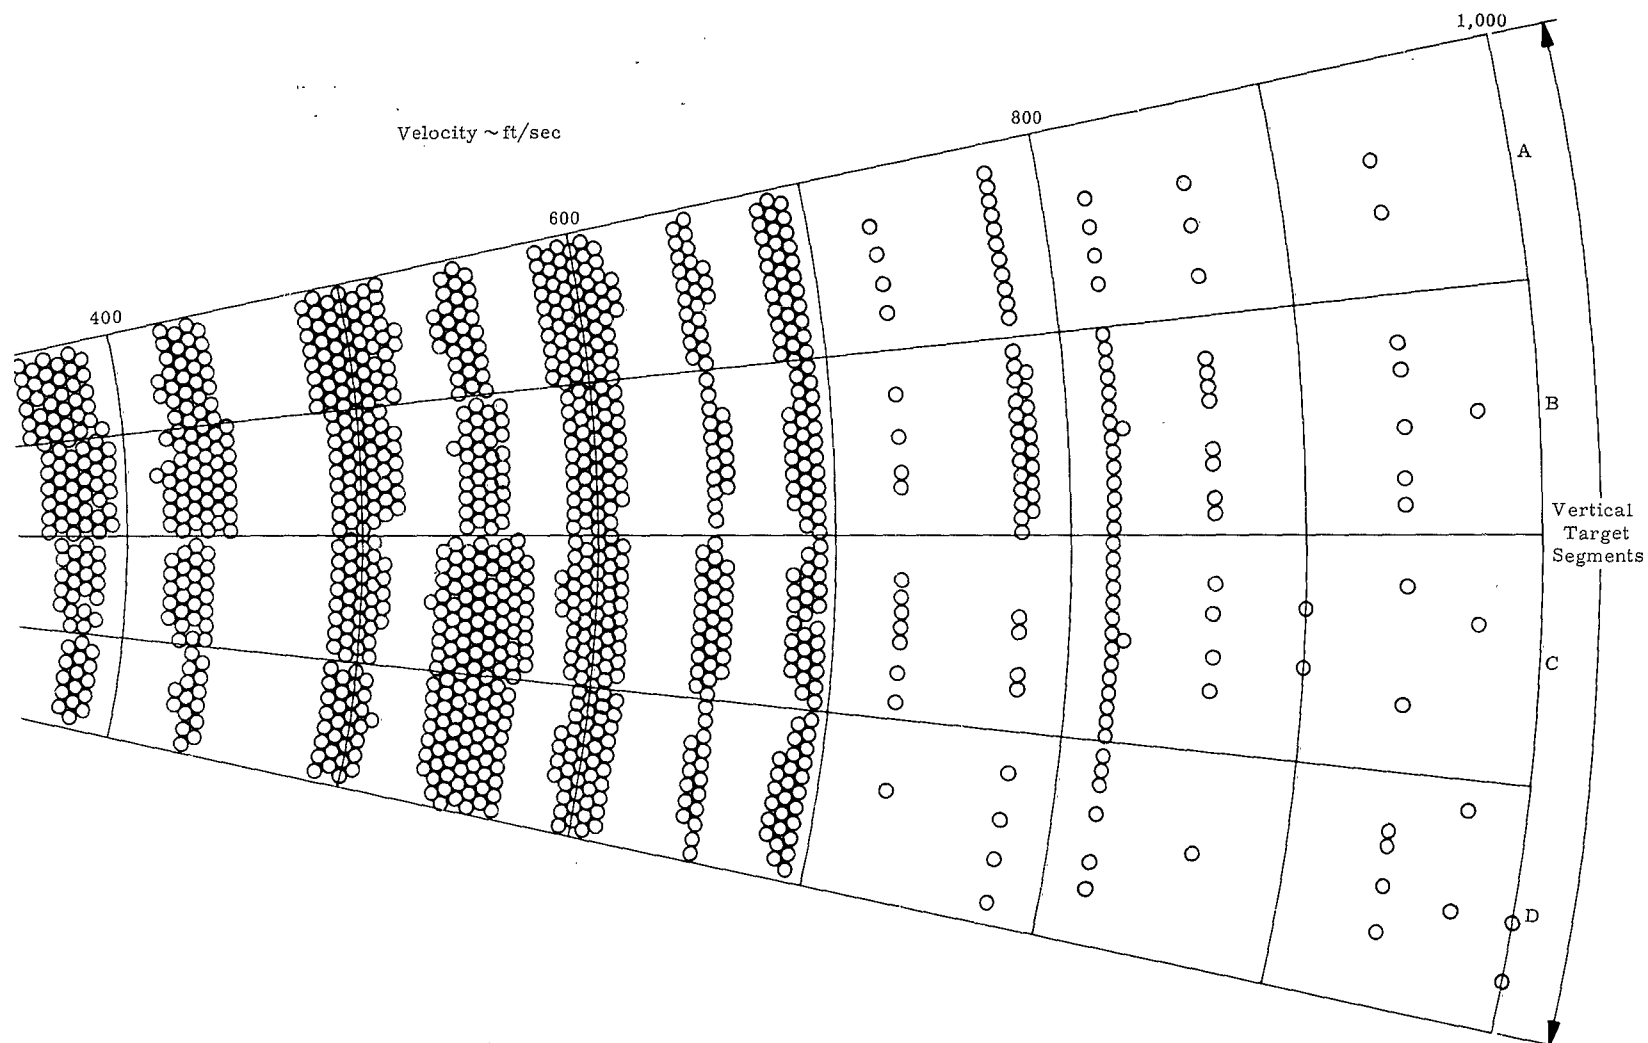 1,000
800
Velocity ~ ft/sec
600
400
A
B
Vertical
Target
Segments
C
D